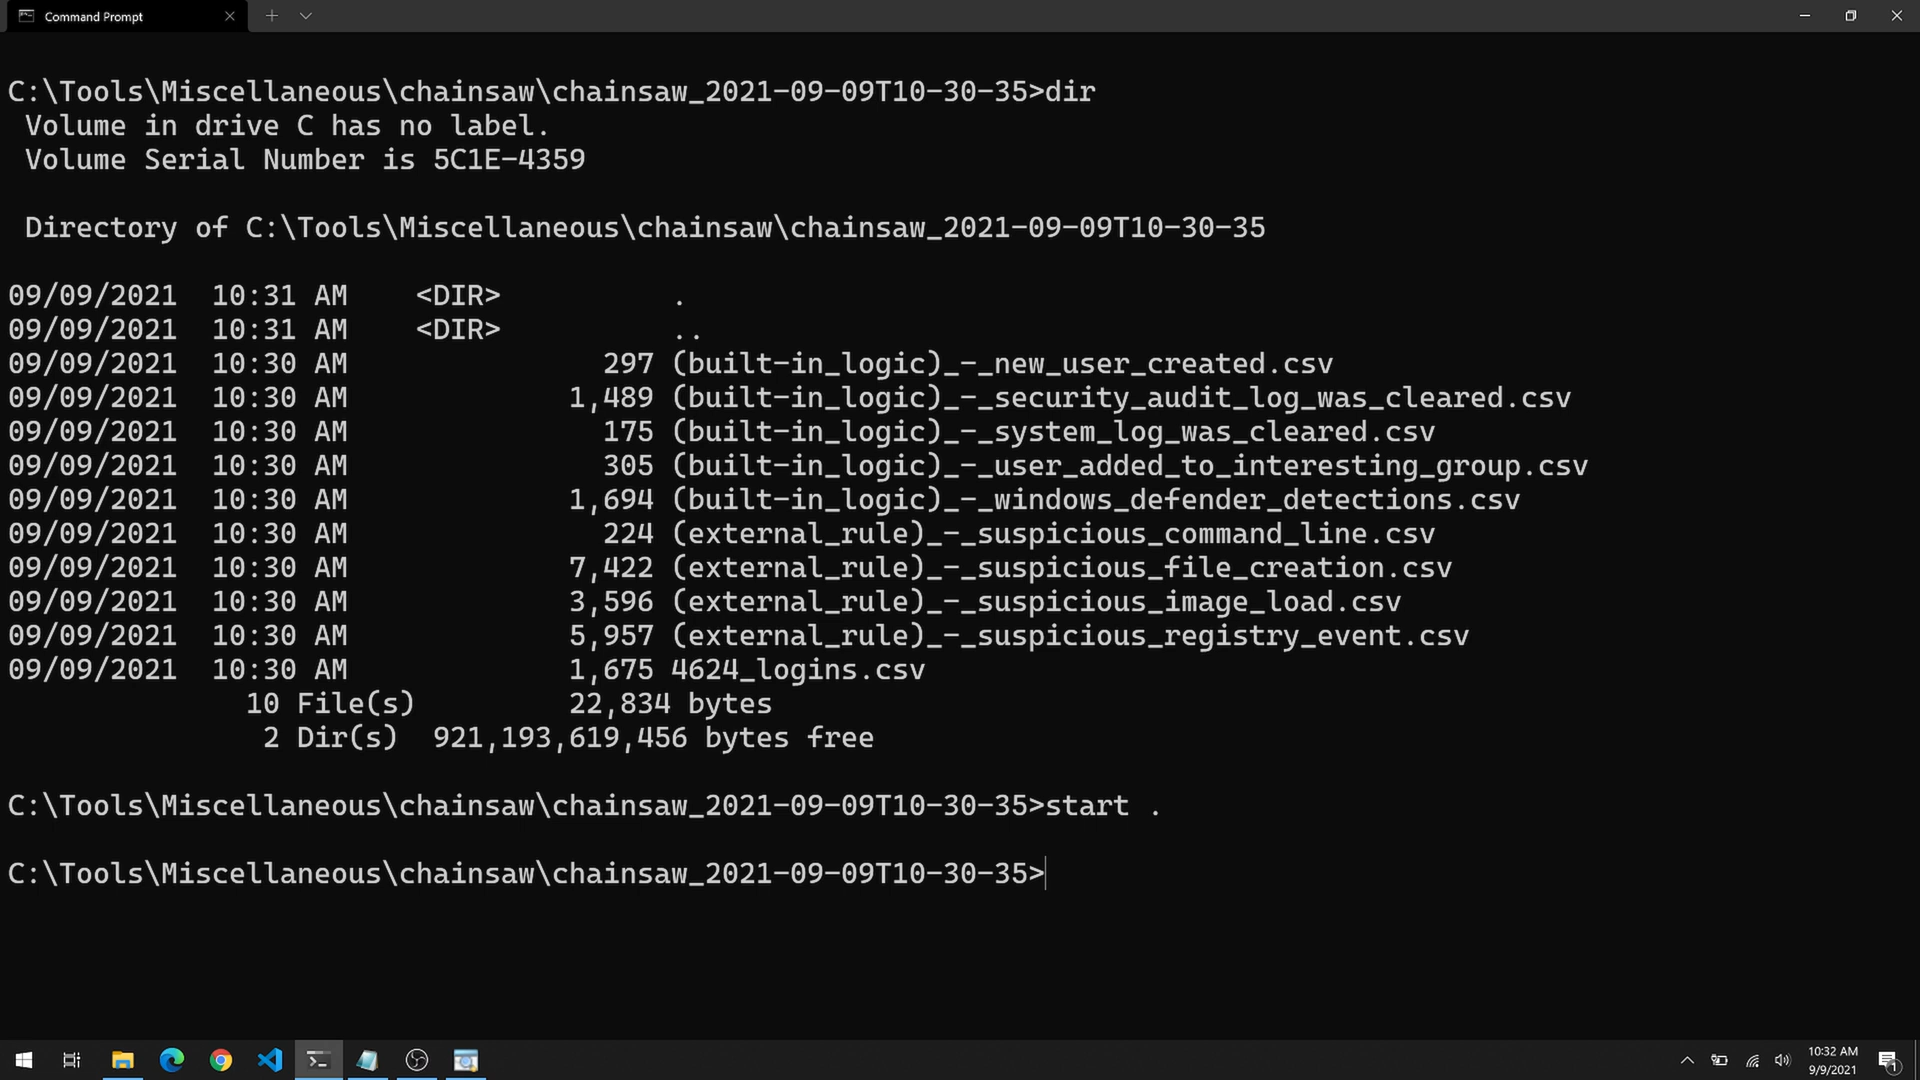 Command Prompt
C:\Tools\Miscellaneous\chainsaw\chainsaw_2021-09-09T10-30-35>dir
 Volume in drive C has no label.
 Volume Serial Number is 5C1E-4359
 Directory of C:\Tools\Miscellaneous\chainsaw\chainsaw_2021-09-09T10-30-35
09/09/2021  10:31 AM    <DIR>          .
09/09/2021  10:31 AM    <DIR>          ..
09/09/2021  10:30 AM               297 (built-in_logic)_-_new_user_created.csv
09/09/2021  10:30 AM             1,489 (built-in_logic)_-_security_audit_log_was_cleared.csv
09/09/2021  10:30 AM               175 (built-in_logic)_-_system_log_was_cleared.csv
09/09/2021  10:30 AM               305 (built-in_logic)_-_user_added_to_interesting_group.csv
09/09/2021  10:30 AM             1,694 (built-in_logic)_-_windows_defender_detections.csv
09/09/2021  10:30 AM               224 (external_rule)_-_suspicious_command_line.csv
09/09/2021  10:30 AM             7,422 (external_rule)_-_suspicious_file_creation.csv
09/09/2021  10:30 AM             3,596 (external_rule)_-_suspicious_image_load.csv
09/09/2021  10:30 AM             5,957 (external_rule)_-_suspicious_registry_event.csv
09/09/2021  10:30 AM             1,675 4624_logins.csv
              10 File(s)         22,834 bytes
               2 Dir(s)  921,193,619,456 bytes free
C:\Tools\Miscellaneous\chainsaw\chainsaw_2021-09-09T10-30-35>start .
C:\Tools\Miscellaneous\chainsaw\chainsaw_2021-09-09T10-30-35>
10:32 AM
9/9/2021
1